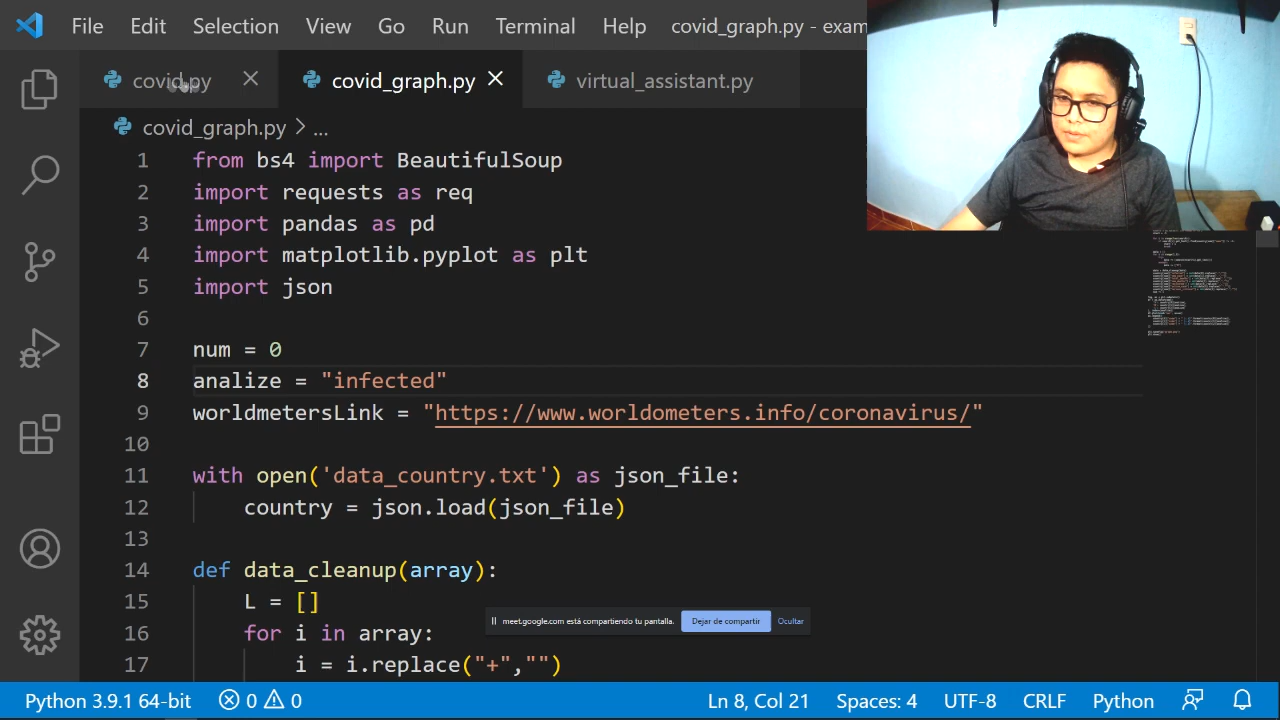 File Edit Selection View Go Run Terminal Help covid_graph.py - exam
covid.py covid_graph.py virtual_assistant.py
covid_graph.py > ...
1 from bs4 import BeautifulSoup
2 import requests as req
3 import pandas as pd
4 import matplotlib.pyplot as plt
5 import json
6
7 num = 0
8 analize = "infected"
9 worldmetersLink = "https://www.worldometers.info/coronavirus/"
10
11 with open('data_country.txt') as json_file:
12 country = json.load(json_file)
13
14 def data_cleanup(array):
15 L = []
16 for i in array:
17 i = i.replace("+","")
meet.google.com está compartiendo tu pantalla. Dejar de compartir Ocultar
Python 3.9.1 64-bit 0 0 Ln 8, Col 21 Spaces: 4 UTF-8 CRLF Python